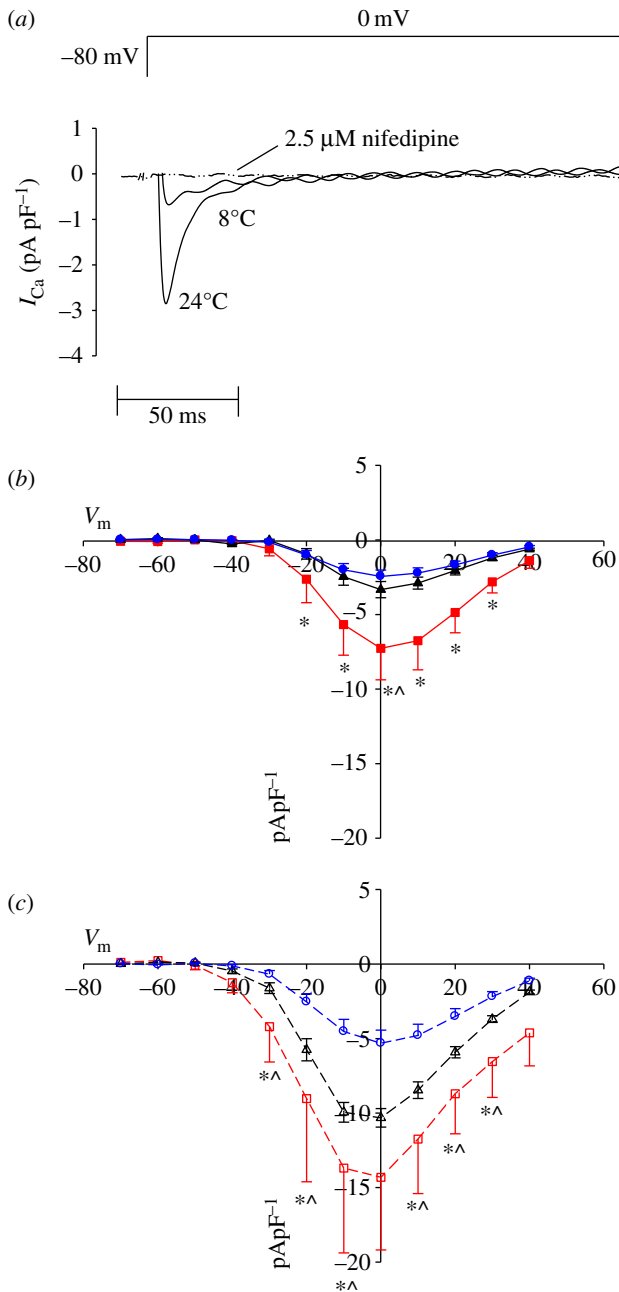 (a)
0 mV
–80 mV
1
2.5 μM nifedipine
0
–1
8°C
–2
–3
24°C
–4
I_Ca (pA pF⁻¹)
50 ms
(b)
5
V_m
0
–80 –60 –40 –20 0 20 40 60
–5
* * *^ * * *
–10
–15
–20
pApF⁻¹
(c)
5
V_m
0
–80 –60 –40 –20 0 20 40 60
–5
*^ *^
–10
*^
*^ –15 *^
–20
*^
pApF⁻¹